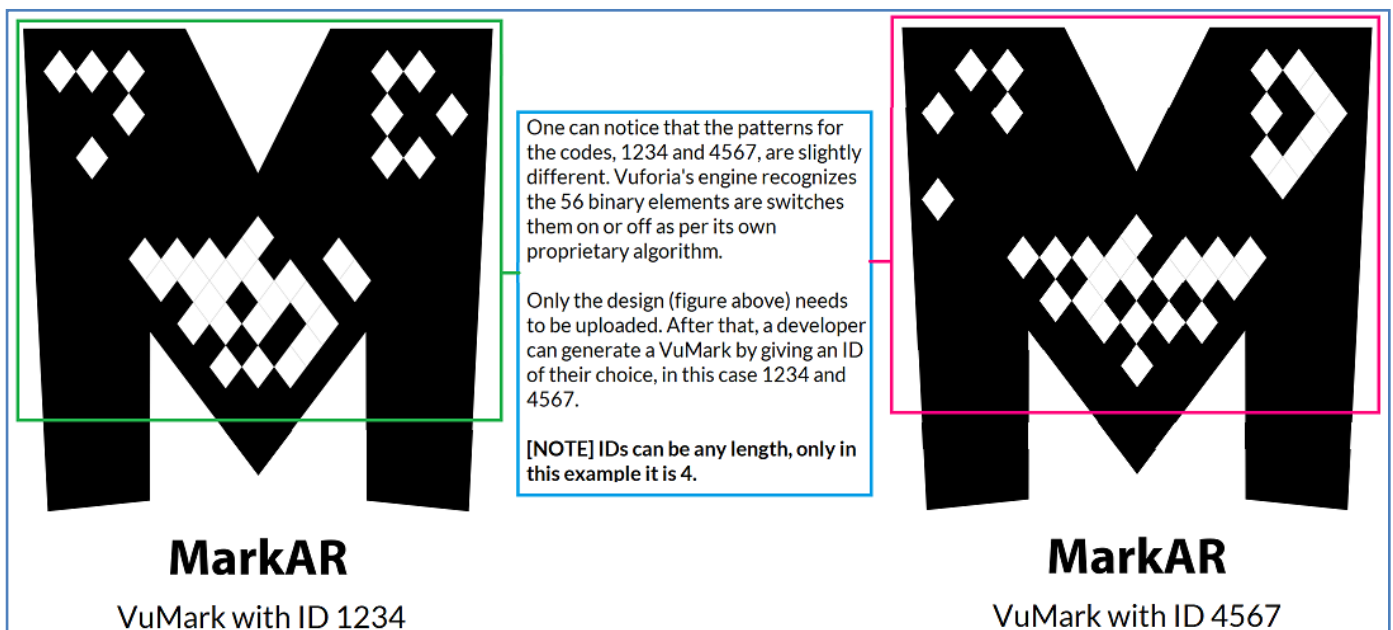 One can notice that the patterns for
the codes, 1234 and 4567, are slightly
different. Vuforia's engine recognizes
the 56 binary elements are switches
them on or off as per its own
proprietary algorithm.
Only the design (figure above) needs
to be uploaded. After that, a developer
can generate a VuMark by giving an ID
of their choice, in this case 1234 and
4567.
[NOTE] IDs can be any length, only in
this example it is 4.
MarkAR
VuMark with ID 1234
MarkAR
VuMark with ID 4567